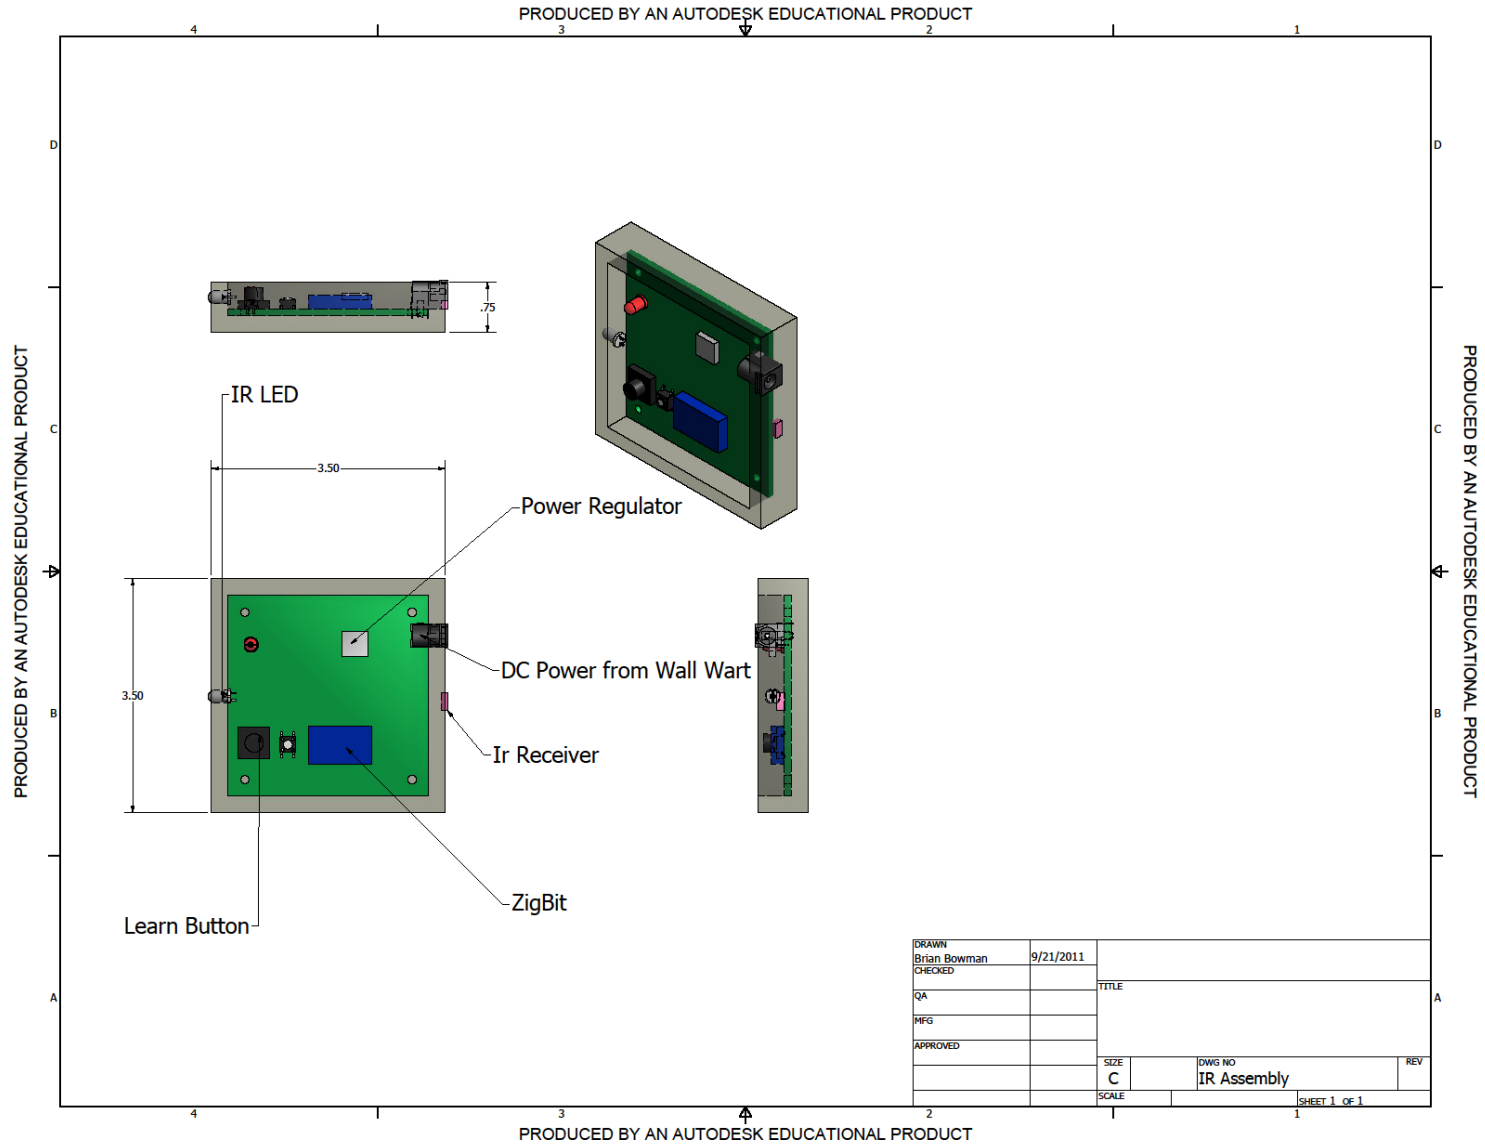 PRODUCED BY AN AUTODESK EDUCATIONAL PRODUCT
4 3 2 1
D D
.75
IR LED
C C
3.50
Power Regulator
PRODUCED BY AN AUTODESK EDUCATIONAL PRODUCT
PRODUCED BY AN AUTODESK EDUCATIONAL PRODUCT
DC Power from Wall Wart
3.50
B B
Ir Receiver
ZigBit
Learn Button
A A
DRAWN
Brian Bowman 9/21/2011
CHECKED
TITLE
QA
MFG
APPROVED
SIZE DWG NO REV
C IR Assembly
SCALE SHEET 1 OF 1
4 3 2 1
PRODUCED BY AN AUTODESK EDUCATIONAL PRODUCT